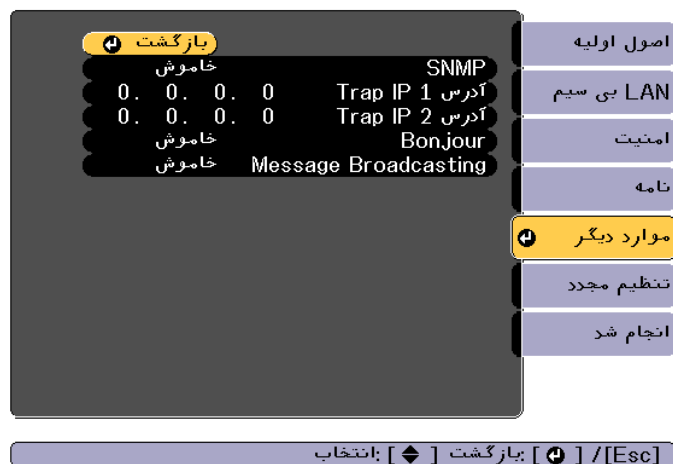 بازگشت
SNMP خاموش
آدرس Trap IP 1 0. 0. 0. 0
آدرس Trap IP 2 0. 0. 0. 0
Bonjour خاموش
Message Broadcasting خاموش
اصول اولیه
LAN بی سیم
امنیت
نامه
موارد دیگر
تنظیم مجدد
انجام شد
[Esc]/[ ] :بازگشت [ ] :انتخاب